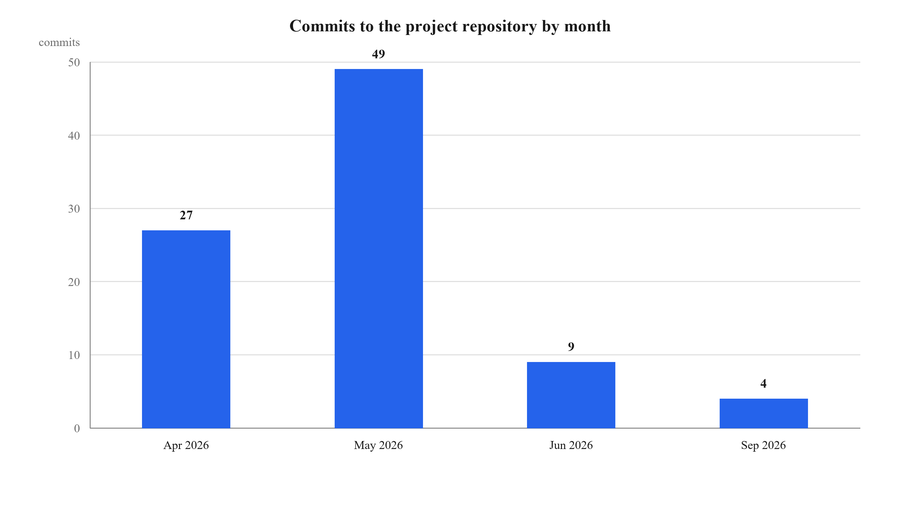 Commits to the project repository by month
commits
50
40
30
20
10
0
27
49
9
4
Apr 2026
May 2026
Jun 2026
Sep 2026